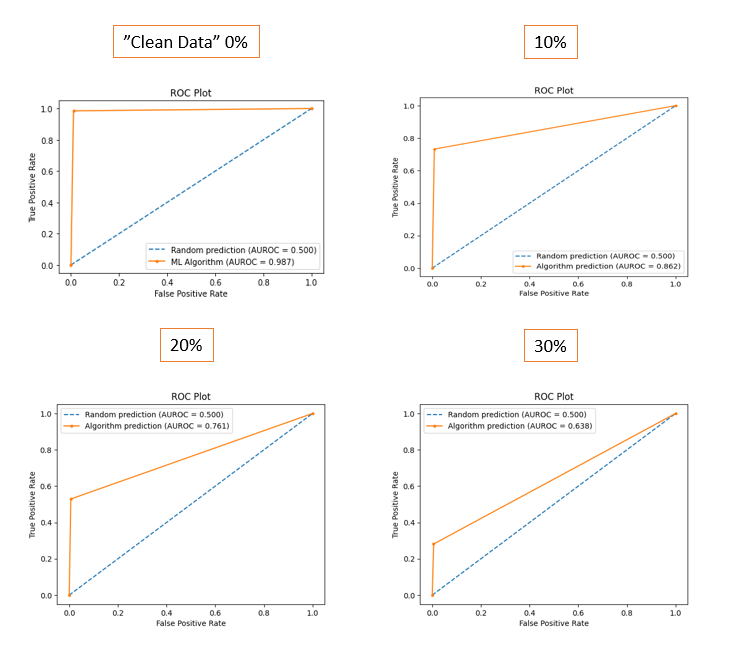 ”Clean Data” 0%
10%
ROC Plot
1.0
0.8
0.6
0.4
0.2
0.0
True Positive Rate
Random prediction (AUROC = 0.500)
ML Algorithm (AUROC = 0.987)
0.0 0.2 0.4 0.6 0.8 1.0
False Positive Rate
ROC Plot
1.0
0.8
0.6
0.4
0.2
0.0
True Positive Rate
Random prediction (AUROC = 0.500)
Algorithm prediction (AUROC = 0.862)
0.0 0.2 0.4 0.6 0.8 1.0
False Positive Rate
20%
30%
ROC Plot
Random prediction (AUROC = 0.500)
Algorithm prediction (AUROC = 0.761)
1.0
0.8
0.6
0.4
0.2
0.0
True Positive Rate
0.0 0.2 0.4 0.6 0.8 1.0
False Positive Rate
ROC Plot
Random prediction (AUROC = 0.500)
Algorithm prediction (AUROC = 0.638)
1.0
0.8
0.6
0.4
0.2
0.0
True Positive Rate
0.0 0.2 0.4 0.6 0.8 1.0
False Positive Rate